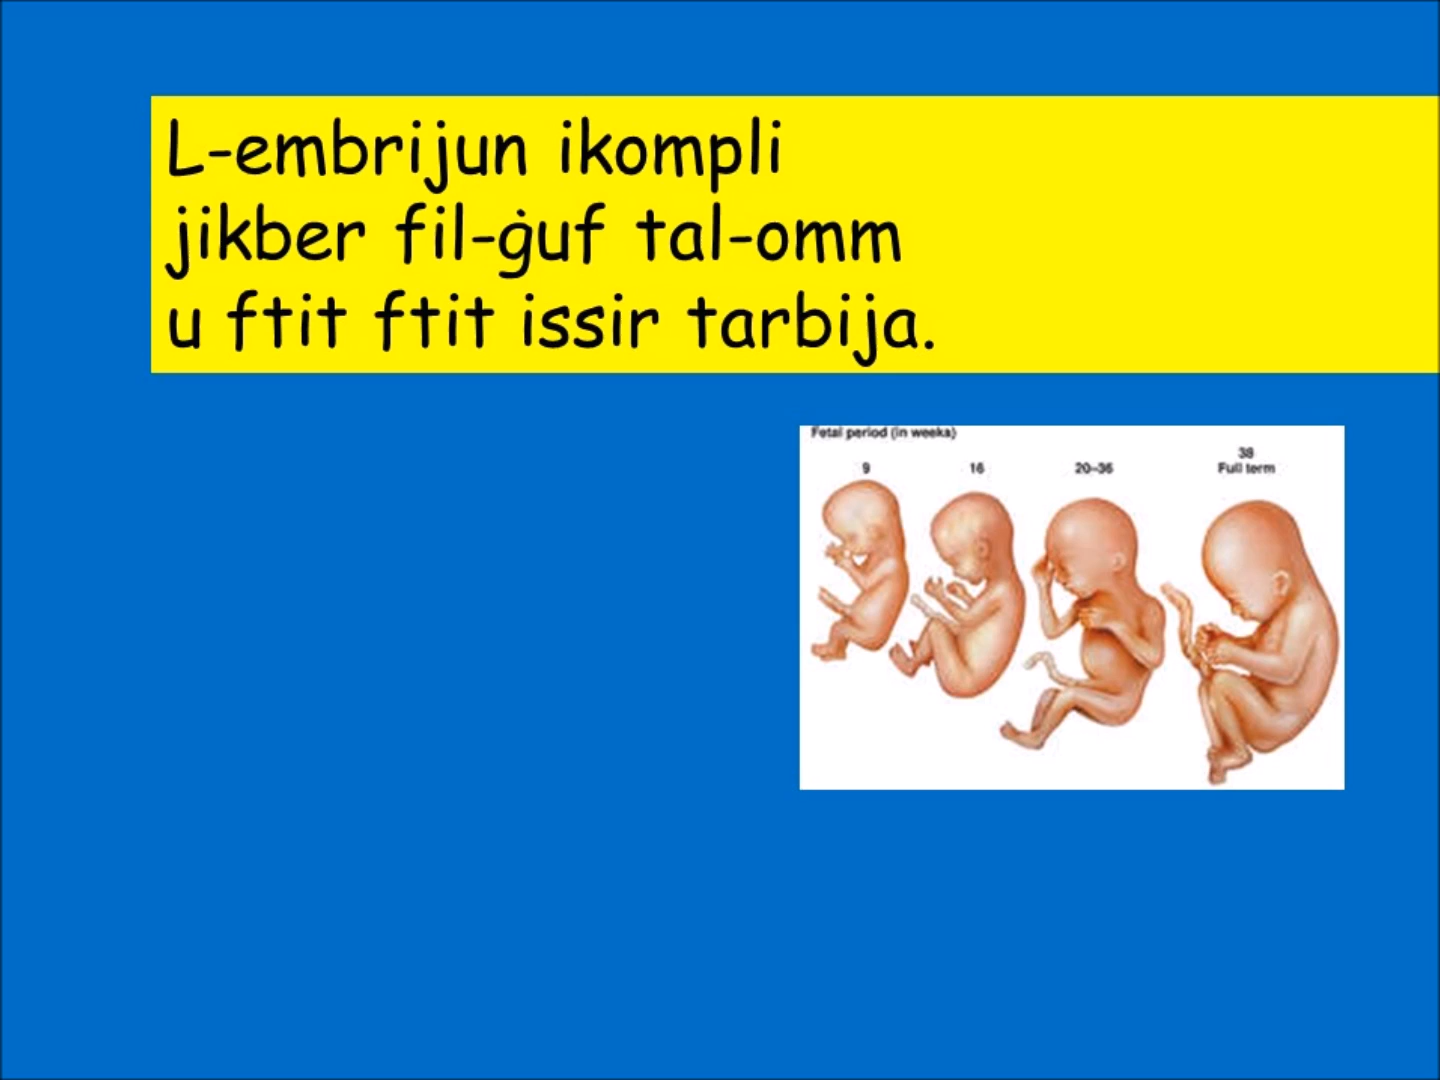 L-embrijun ikompli
jikber fil-ġuf tal-omm
u ftit ftit issir tarbija.
Fetal period (in weeks)
9 16 20–36 38
Full term